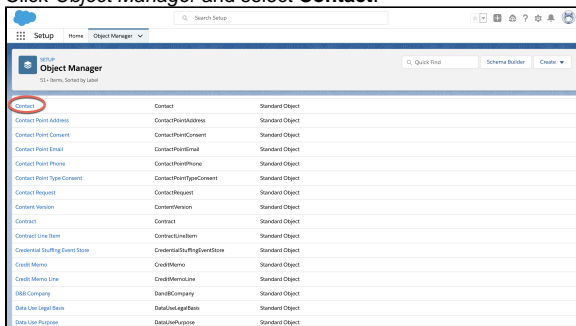 Click Object Manager and select Contact.
Search Setup
Setup Home Object Manager
SETUP
Object Manager
51+ Items, Sorted by Label
Quick Find
Schema Builder
Create
Contact Contact Standard Object
Contact Point Address ContactPointAddress Standard Object
Contact Point Consent ContactPointConsent Standard Object
Contact Point Email ContactPointEmail Standard Object
Contact Point Phone ContactPointPhone Standard Object
Contact Point Type Consent ContactPointTypeConsent Standard Object
Contact Request ContactRequest Standard Object
Content Version ContentVersion Standard Object
Contract Contract Standard Object
Contract Line Item ContractLineItem Standard Object
Credential Stuffing Event Store CredentialStuffingEventStore Standard Object
Credit Memo CreditMemo Standard Object
Credit Memo Line CreditMemoLine Standard Object
D&B Company DandBCompany Standard Object
Data Use Legal Basis DataUseLegalBasis Standard Object
Data Use Purpose DataUsePurpose Standard Object